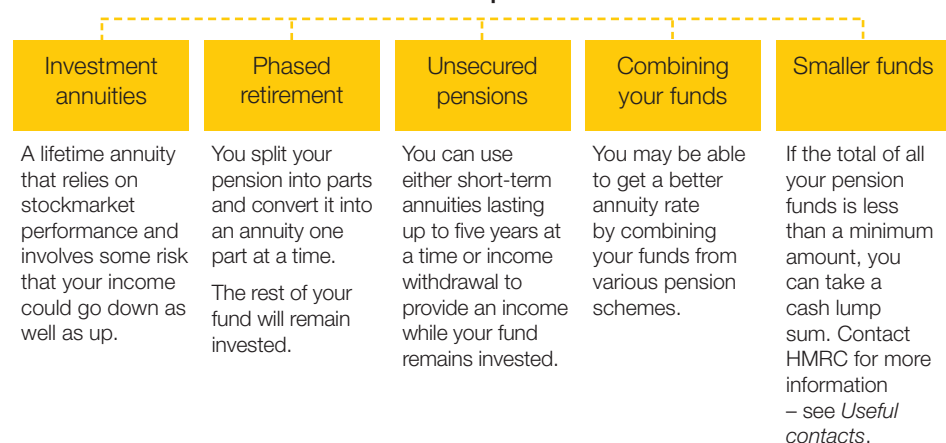 Investment
annuities
A lifetime annuity
that relies on
stockmarket
performance and
involves some risk
that your income
could go down as
well as up.
Phased
retirement
You split your
pension into parts
and convert it into
an annuity one
part at a time.
The rest of your
fund will remain
invested.
Unsecured
pensions
You can use
either short-term
annuities lasting
up to five years at
a time or income
withdrawal to
provide an income
while your fund
remains invested.
Combining
your funds
You may be able
to get a better
annuity rate
by combining
your funds from
various pension
schemes.
Smaller funds
If the total of all
your pension
funds is less
than a minimum
amount, you
can take a
cash lump
sum. Contact
HMRC for more
information
– see Useful
contacts.